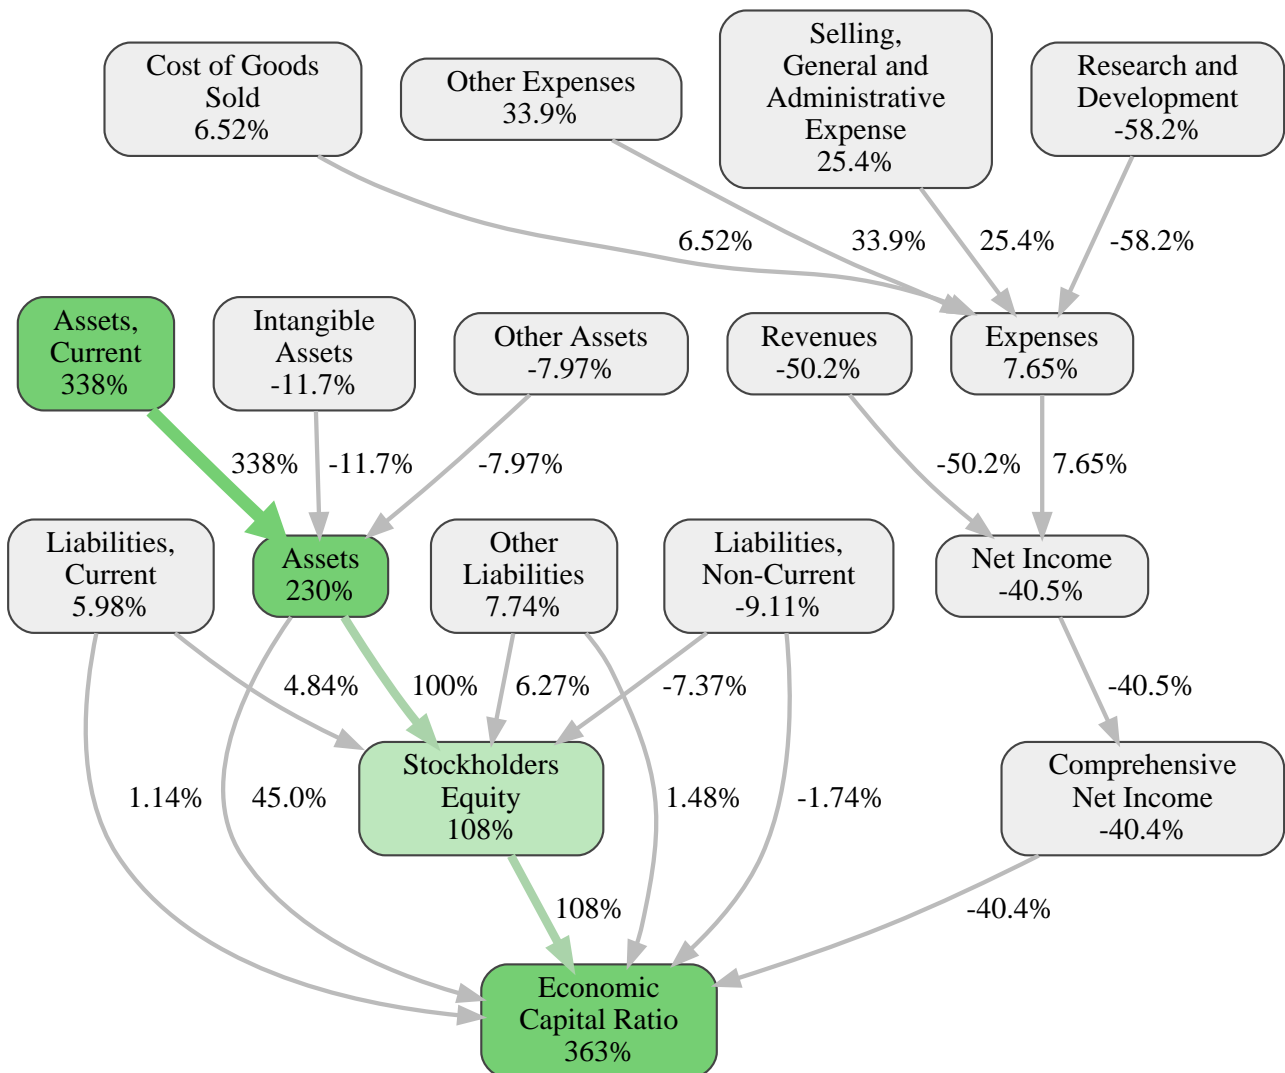 Cost of Goods
Sold
6.52%
Other Expenses
33.9%
Selling,
General and
Administrative
Expense
25.4%
Research and
Development
-58.2%
6.52%
33.9%
25.4%
-58.2%
Assets,
Current
338%
Intangible
Assets
-11.7%
Other Assets
-7.97%
Revenues
-50.2%
Expenses
7.65%
338%
-11.7%
-7.97%
-50.2%
7.65%
Liabilities,
Current
5.98%
Assets
230%
Other
Liabilities
7.74%
Liabilities,
Non-Current
-9.11%
Net Income
-40.5%
4.84%
100%
6.27%
-7.37%
-40.5%
Stockholders
Equity
108%
Comprehensive
Net Income
-40.4%
1.14%
45.0%
1.48%
-1.74%
108%
-40.4%
Economic
Capital Ratio
363%